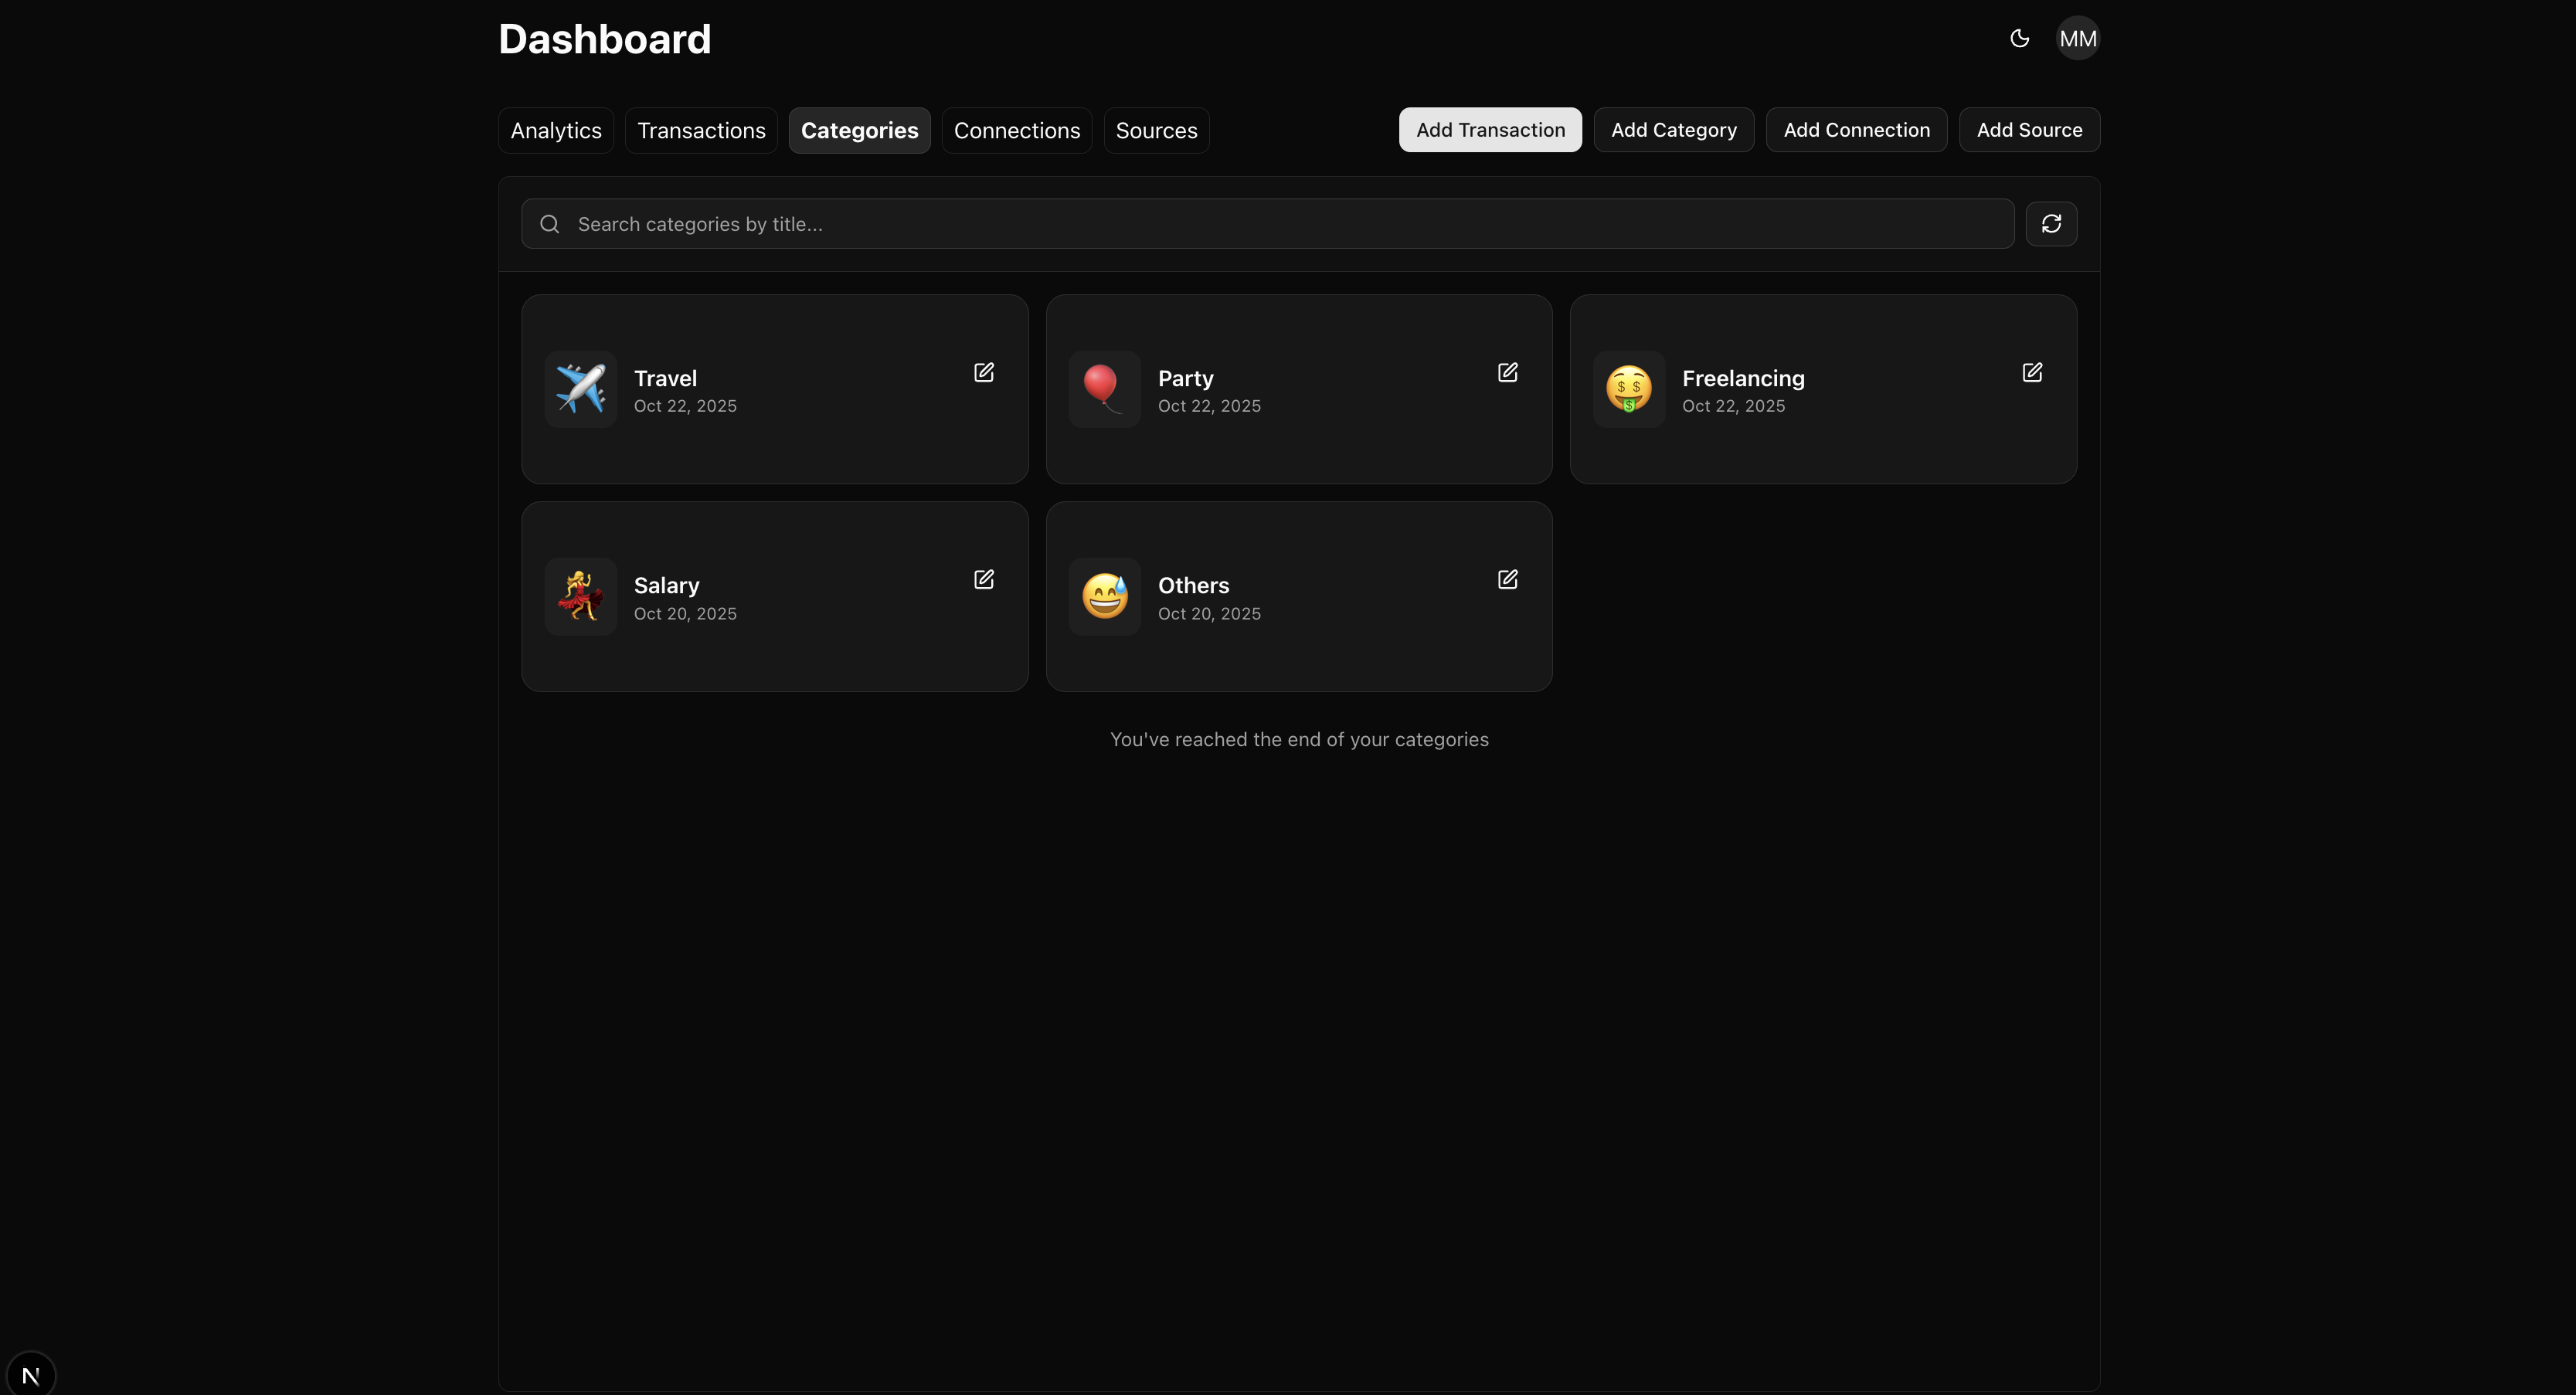 Dashboard
MM
Analytics
Transactions
Categories
Connections
Sources
Add Transaction
Add Category
Add Connection
Add Source
Search categories by title...
Travel
Oct 22, 2025
Party
Oct 22, 2025
Freelancing
Oct 22, 2025
Salary
Oct 20, 2025
Others
Oct 20, 2025
You've reached the end of your categories
N